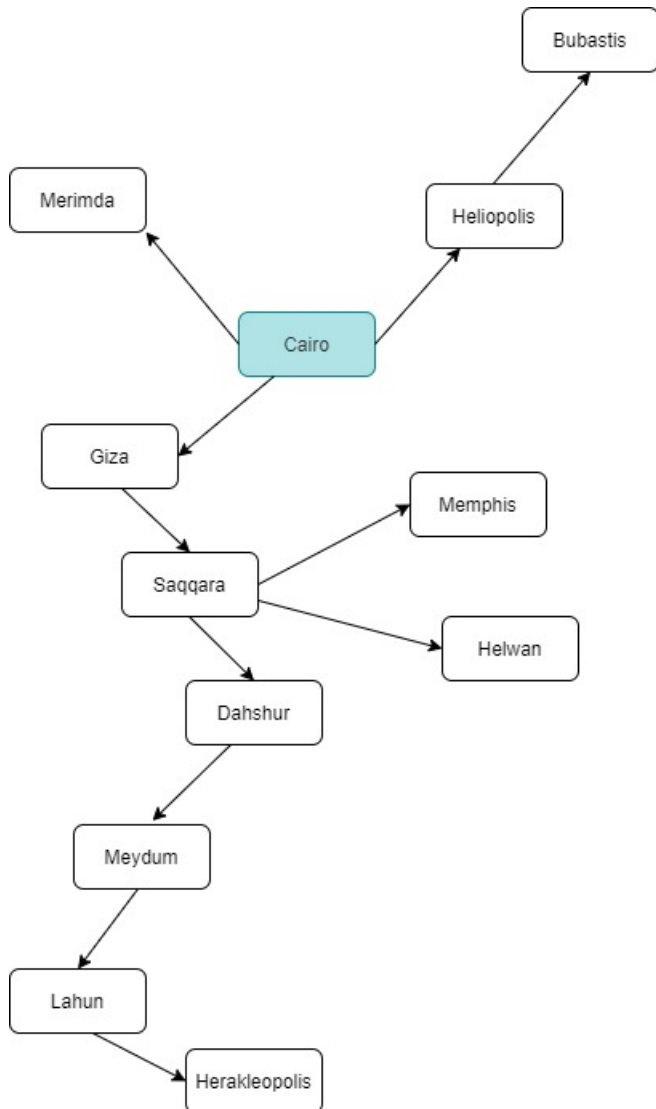 Bubastis
Merimda
Heliopolis
Cairo
Giza
Memphis
Saqqara
Helwan
Dahshur
Meydum
Lahun
Herakleopolis